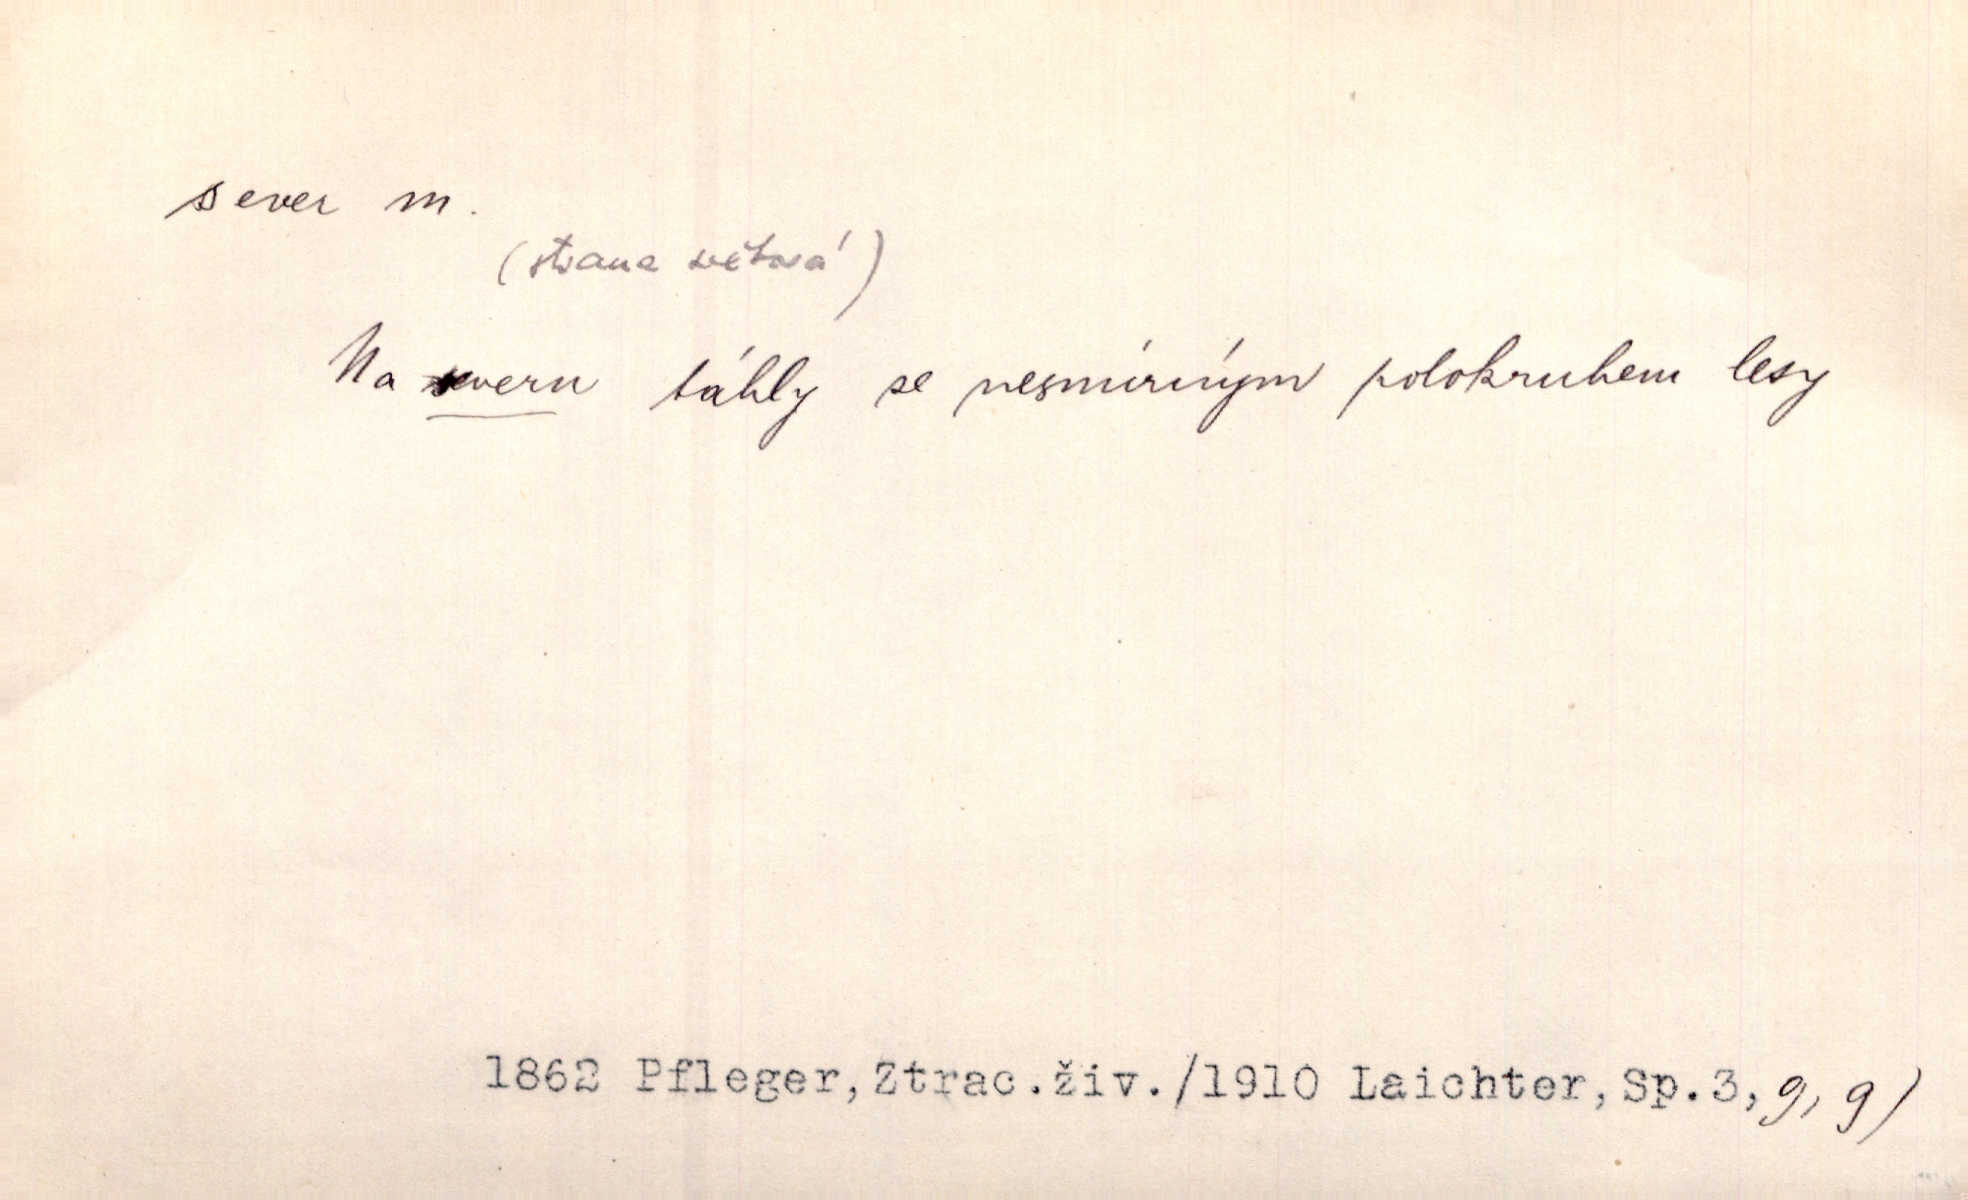 sever m.
(strana světová)
Na severu táhly se nesmírným polokruhem lesy
1862 Pfleger, Ztrac.živ./1910 Laichter, Sp.3, 9, 9/